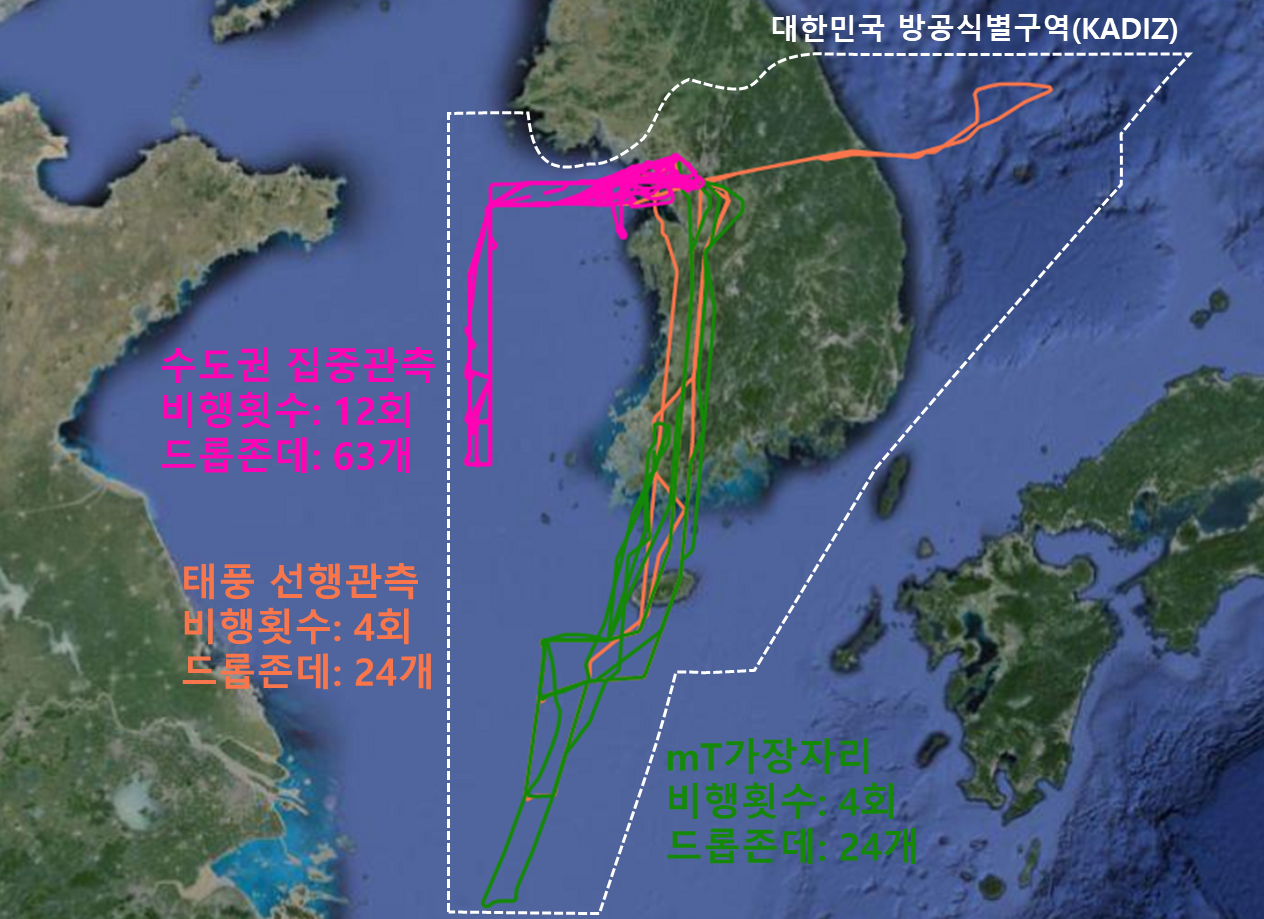 대한민국 방공식별구역(KADIZ)
수도권 집중관측
비행횟수: 12회
드롭존데: 63개
태풍 선행관측
비행횟수: 4회
드롭존데: 24개
mT가장자리
비행횟수: 4회
드롭존데: 24개